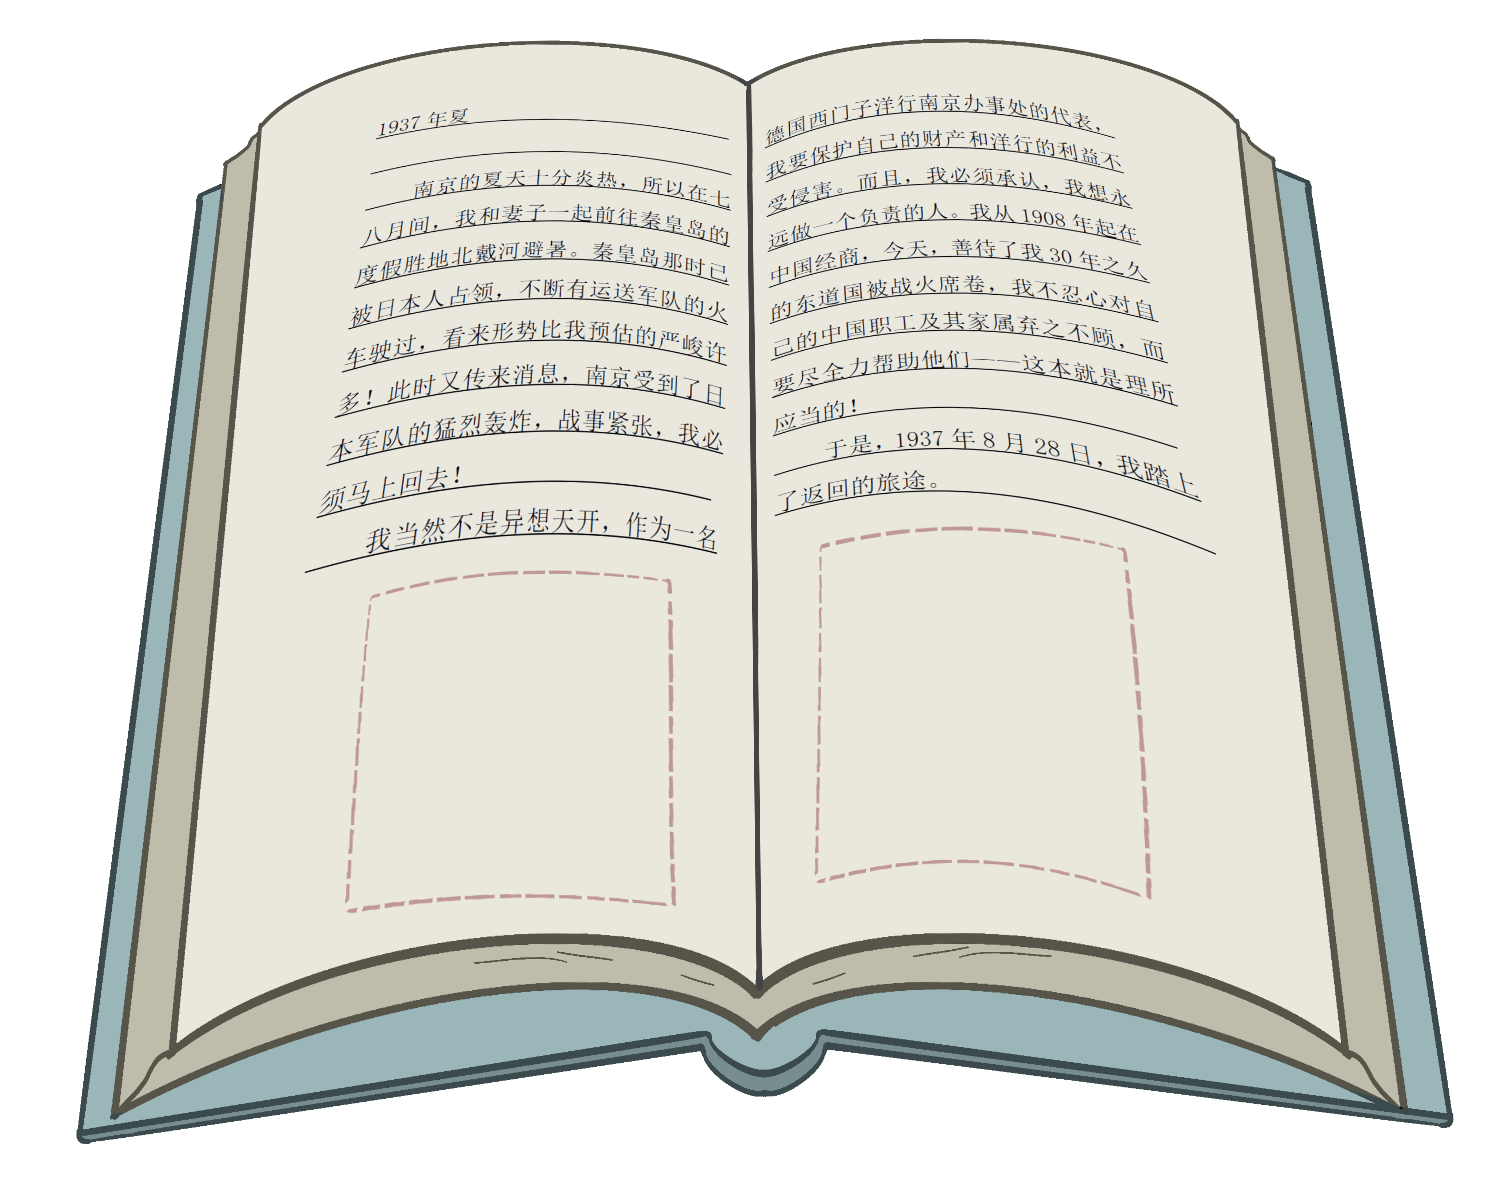 1937 年夏
南京的夏天十分炎热，所以在七
八月间，我和妻子一起前往秦皇岛的
度假胜地北戴河避暑。秦皇岛那时已
被日本人占领，不断有运送军队的火
车驶过，看来形势比我预估的严峻许
多！此时又传来消息，南京受到了日
本军队的猛烈轰炸，战事紧张，我必
须马上回去！
我当然不是异想天开，作为一名
德国西门子洋行南京办事处的代表，
我要保护自己的财产和洋行的利益不
受侵害。而且，我必须承认，我想永
远做一个负责的人。我从 1908 年起在
中国经商，今天，善待了我 30 年之久
的东道国被战火席卷，我不忍心对自
己的中国职工及其家属弃之不顾，而
要尽全力帮助他们——这本就是理所
应当的！
于是，1937 年 8 月 28 日，我踏上
了返回的旅途。